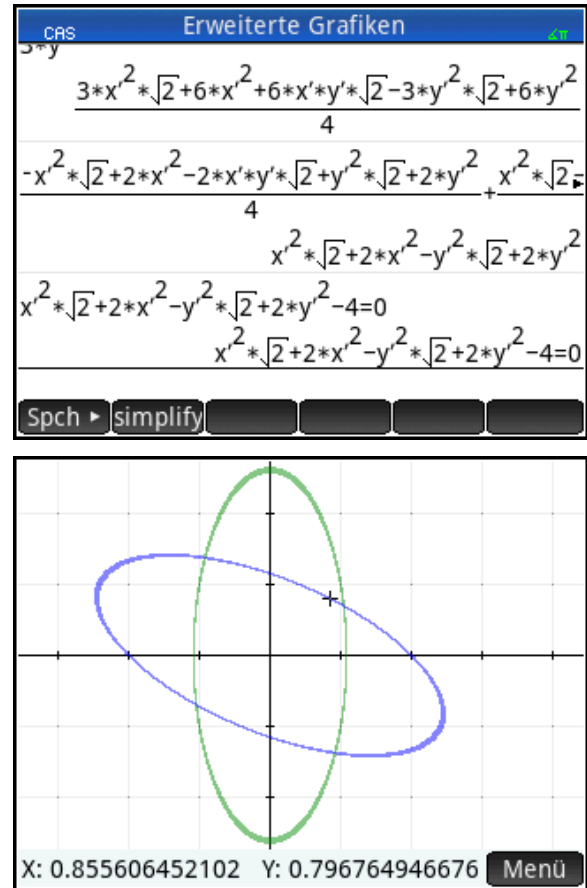 Erweiterte Grafiken
CAS
∡π
3*y
3*x'²*√2+6*x'²+6*x'*y'*√2-3*y'²*√2+6*y'²
4
-x'²*√2+2*x'²-2*x'*y'*√2+y'²*√2+2*y'²
4
+
x'²*√2
x'²*√2+2*x'²-y'²*√2+2*y'²
x'²*√2+2*x'²-y'²*√2+2*y'²-4=0
x'²*√2+2*x'²-y'²*√2+2*y'²-4=0
Spch ▸ simplify
X: 0.855606452102 Y: 0.796764946676 Menü